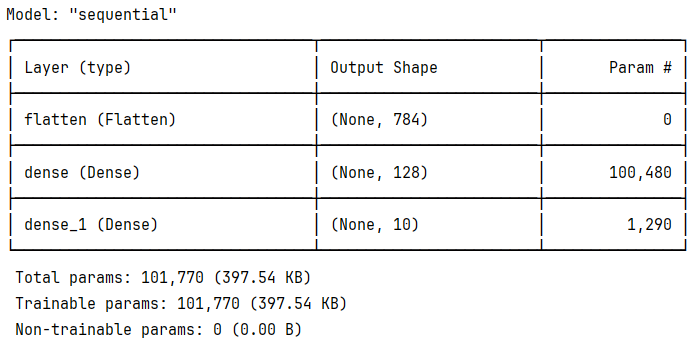 Model: "sequential"
Layer (type) Output Shape Param #
flatten (Flatten) (None, 784) 0
dense (Dense) (None, 128) 100,480
dense_1 (Dense) (None, 10) 1,290
Total params: 101,770 (397.54 KB)
Trainable params: 101,770 (397.54 KB)
Non-trainable params: 0 (0.00 B)